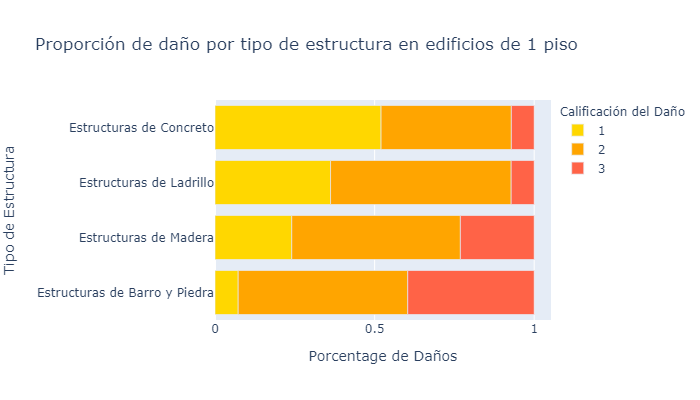 Proporción de daño por tipo de estructura en edificios de 1 piso
Calificación del Daño
1
2
3
Tipo de Estructura
Estructuras de Concreto
Estructuras de Ladrillo
Estructuras de Madera
Estructuras de Barro y Piedra
0
0.5
1
Porcentage de Daños